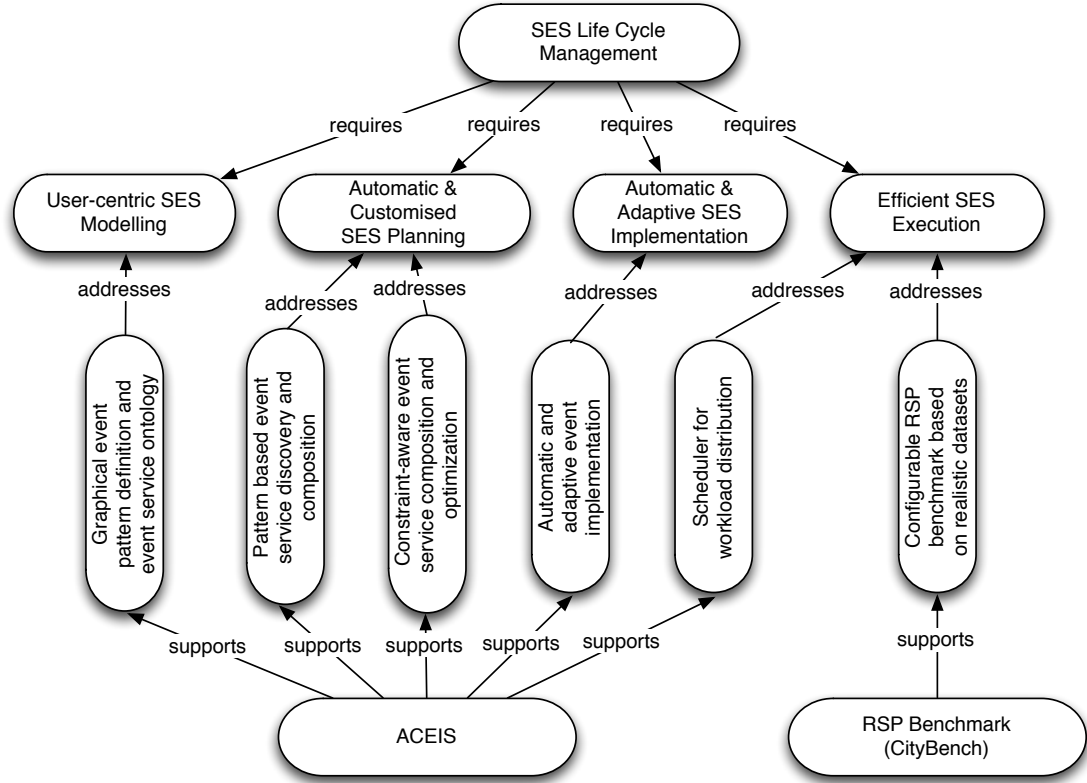 SES Life Cycle
Management
requires
requires
requires
requires
User-centric SES
Modelling
Automatic &
Customised
SES Planning
Automatic &
Adaptive SES
Implementation
Efficient SES
Execution
addresses
addresses
addresses
addresses
addresses
addresses
Graphical event
pattern definition and
event service ontology
Pattern based event
service discovery and
composition
Constraint-aware event
service composition and
optimization
Automatic and
adaptive event
implementation
Scheduler for
workload distribution
Configurable RSP
benchmark based
on realistic datasets
supports
supports
supports
supports
supports
supports
ACEIS
RSP Benchmark
(CityBench)